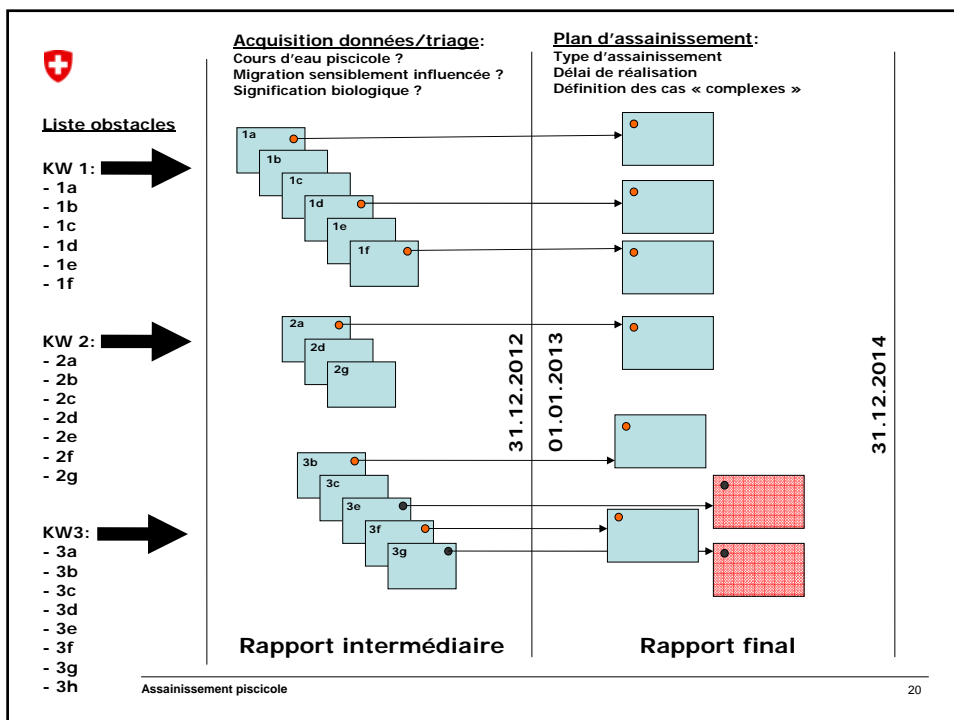 Acquisition données/triage:
Cours d'eau piscicole ?
Migration sensiblement influencée ?
Signification biologique ?
Plan d'assainissement:
Type d'assainissement
Délai de réalisation
Définition des cas « complexes »
Liste obstacles
KW 1:
- 1a
- 1b
- 1c
- 1d
- 1e
- 1f
KW 2:
- 2a
- 2b
- 2c
- 2d
- 2e
- 2f
- 2g
KW3:
- 3a
- 3b
- 3c
- 3d
- 3e
- 3f
- 3g
- 3h
1a
1b
1c
1d
1e
1f
2a
2d
2g
3b
3c
3e
3f
3g
31.12.2012
01.01.2013
31.12.2014
Rapport intermédiaire
Rapport final
Assainissement piscicole
20